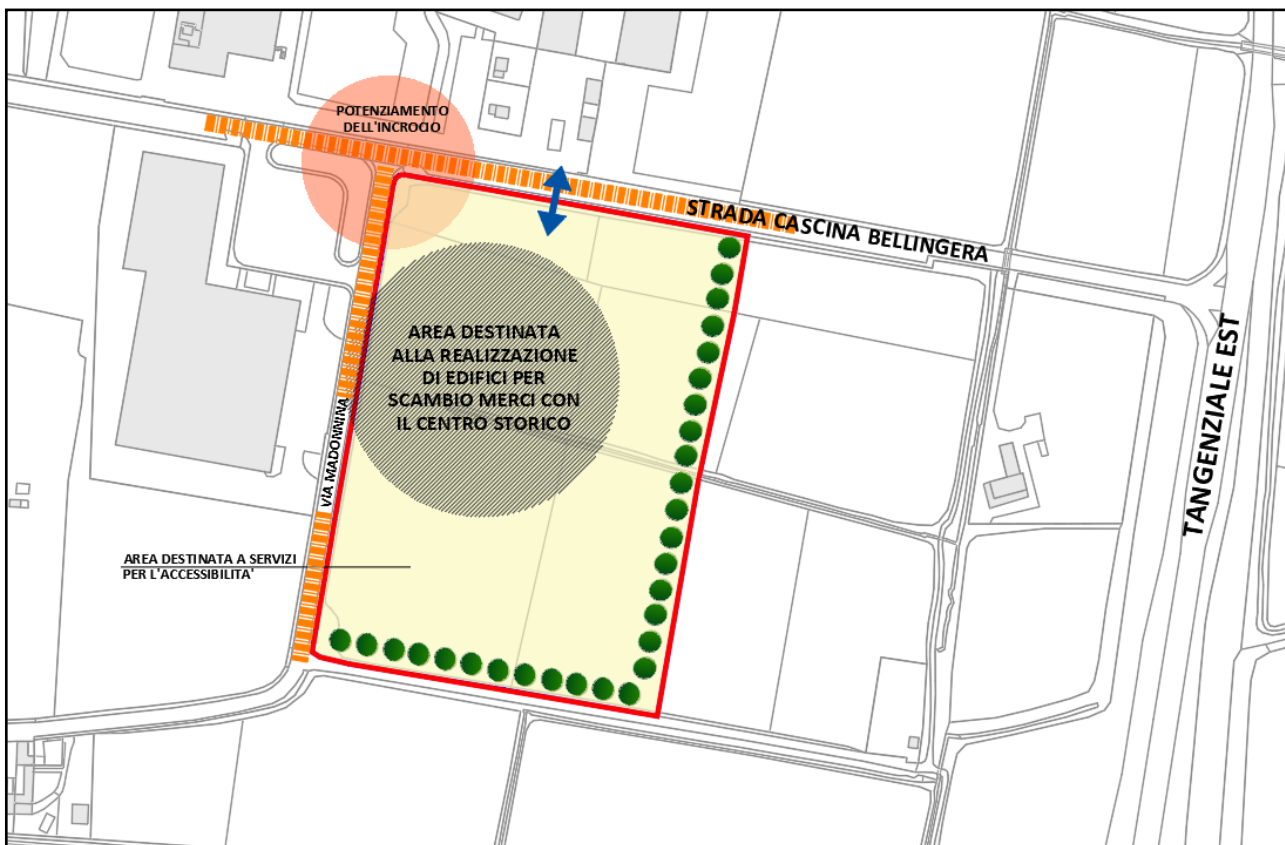 POTENZIAMENTO
DELL'INCROCIO
STRADA CASCINA BELLINGERA
AREA DESTINATA
ALLA REALIZZAZIONE
DI EDIFICI PER
SCAMBIO MERCI CON
IL CENTRO STORICO
VIA MADONNINA
TANGENZIALE EST
AREA DESTINATA A SERVIZI
PER L'ACCESSIBILITA'